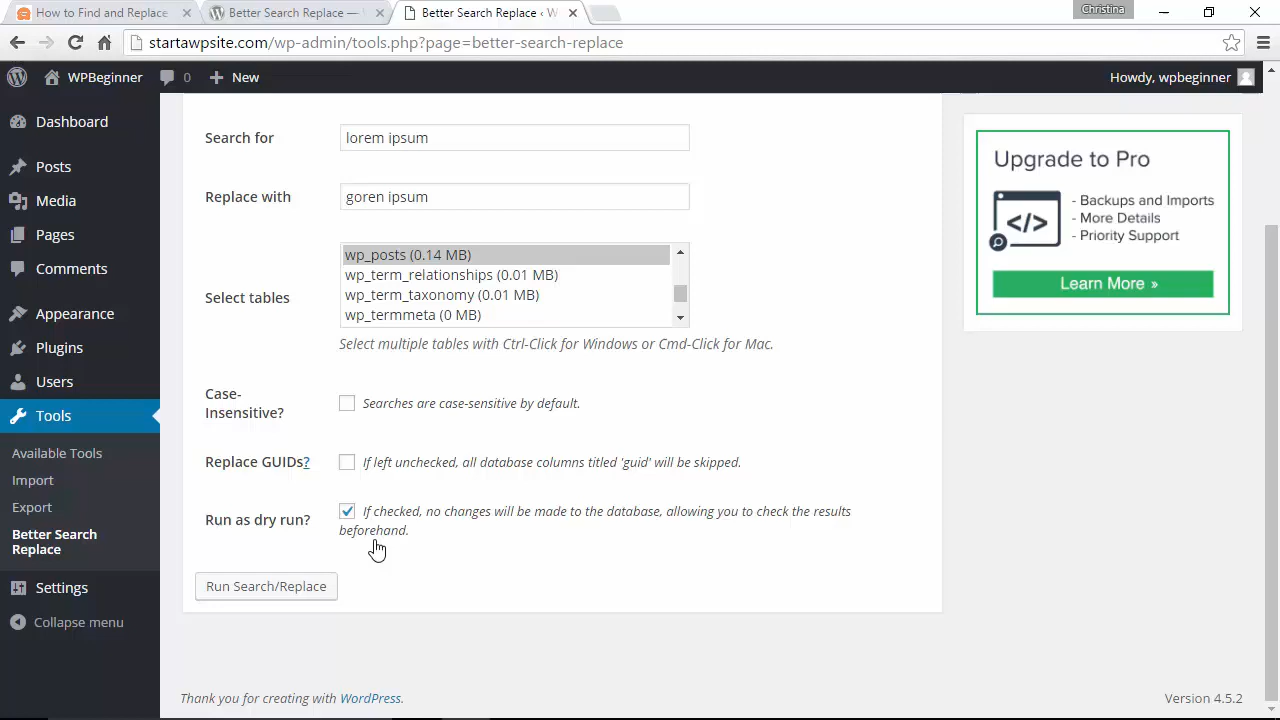 How to Find and Replace
Better Search Replace —
Better Search Replace ‹ W
Christina
startawpsite.com/wp-admin/tools.php?page=better-search-replace
WPBeginner
0
New
Howdy, wpbeginner
Dashboard
Posts
Media
Pages
Comments
Appearance
Plugins
Users
Tools
Available Tools
Import
Export
Better Search
Replace
Settings
Collapse menu
Search for
lorem ipsum
Replace with
goren ipsum
Select tables
wp_posts (0.14 MB)
wp_term_relationships (0.01 MB)
wp_term_taxonomy (0.01 MB)
wp_termmeta (0 MB)
Select multiple tables with Ctrl-Click for Windows or Cmd-Click for Mac.
Case-
Insensitive?
Searches are case-sensitive by default.
Replace GUIDs?
If left unchecked, all database columns titled 'guid' will be skipped.
Run as dry run?
If checked, no changes will be made to the database, allowing you to check the results
beforehand.
Run Search/Replace
Upgrade to Pro
</>
- Backups and Imports
- More Details
- Priority Support
Learn More »
Thank you for creating with WordPress.
Version 4.5.2